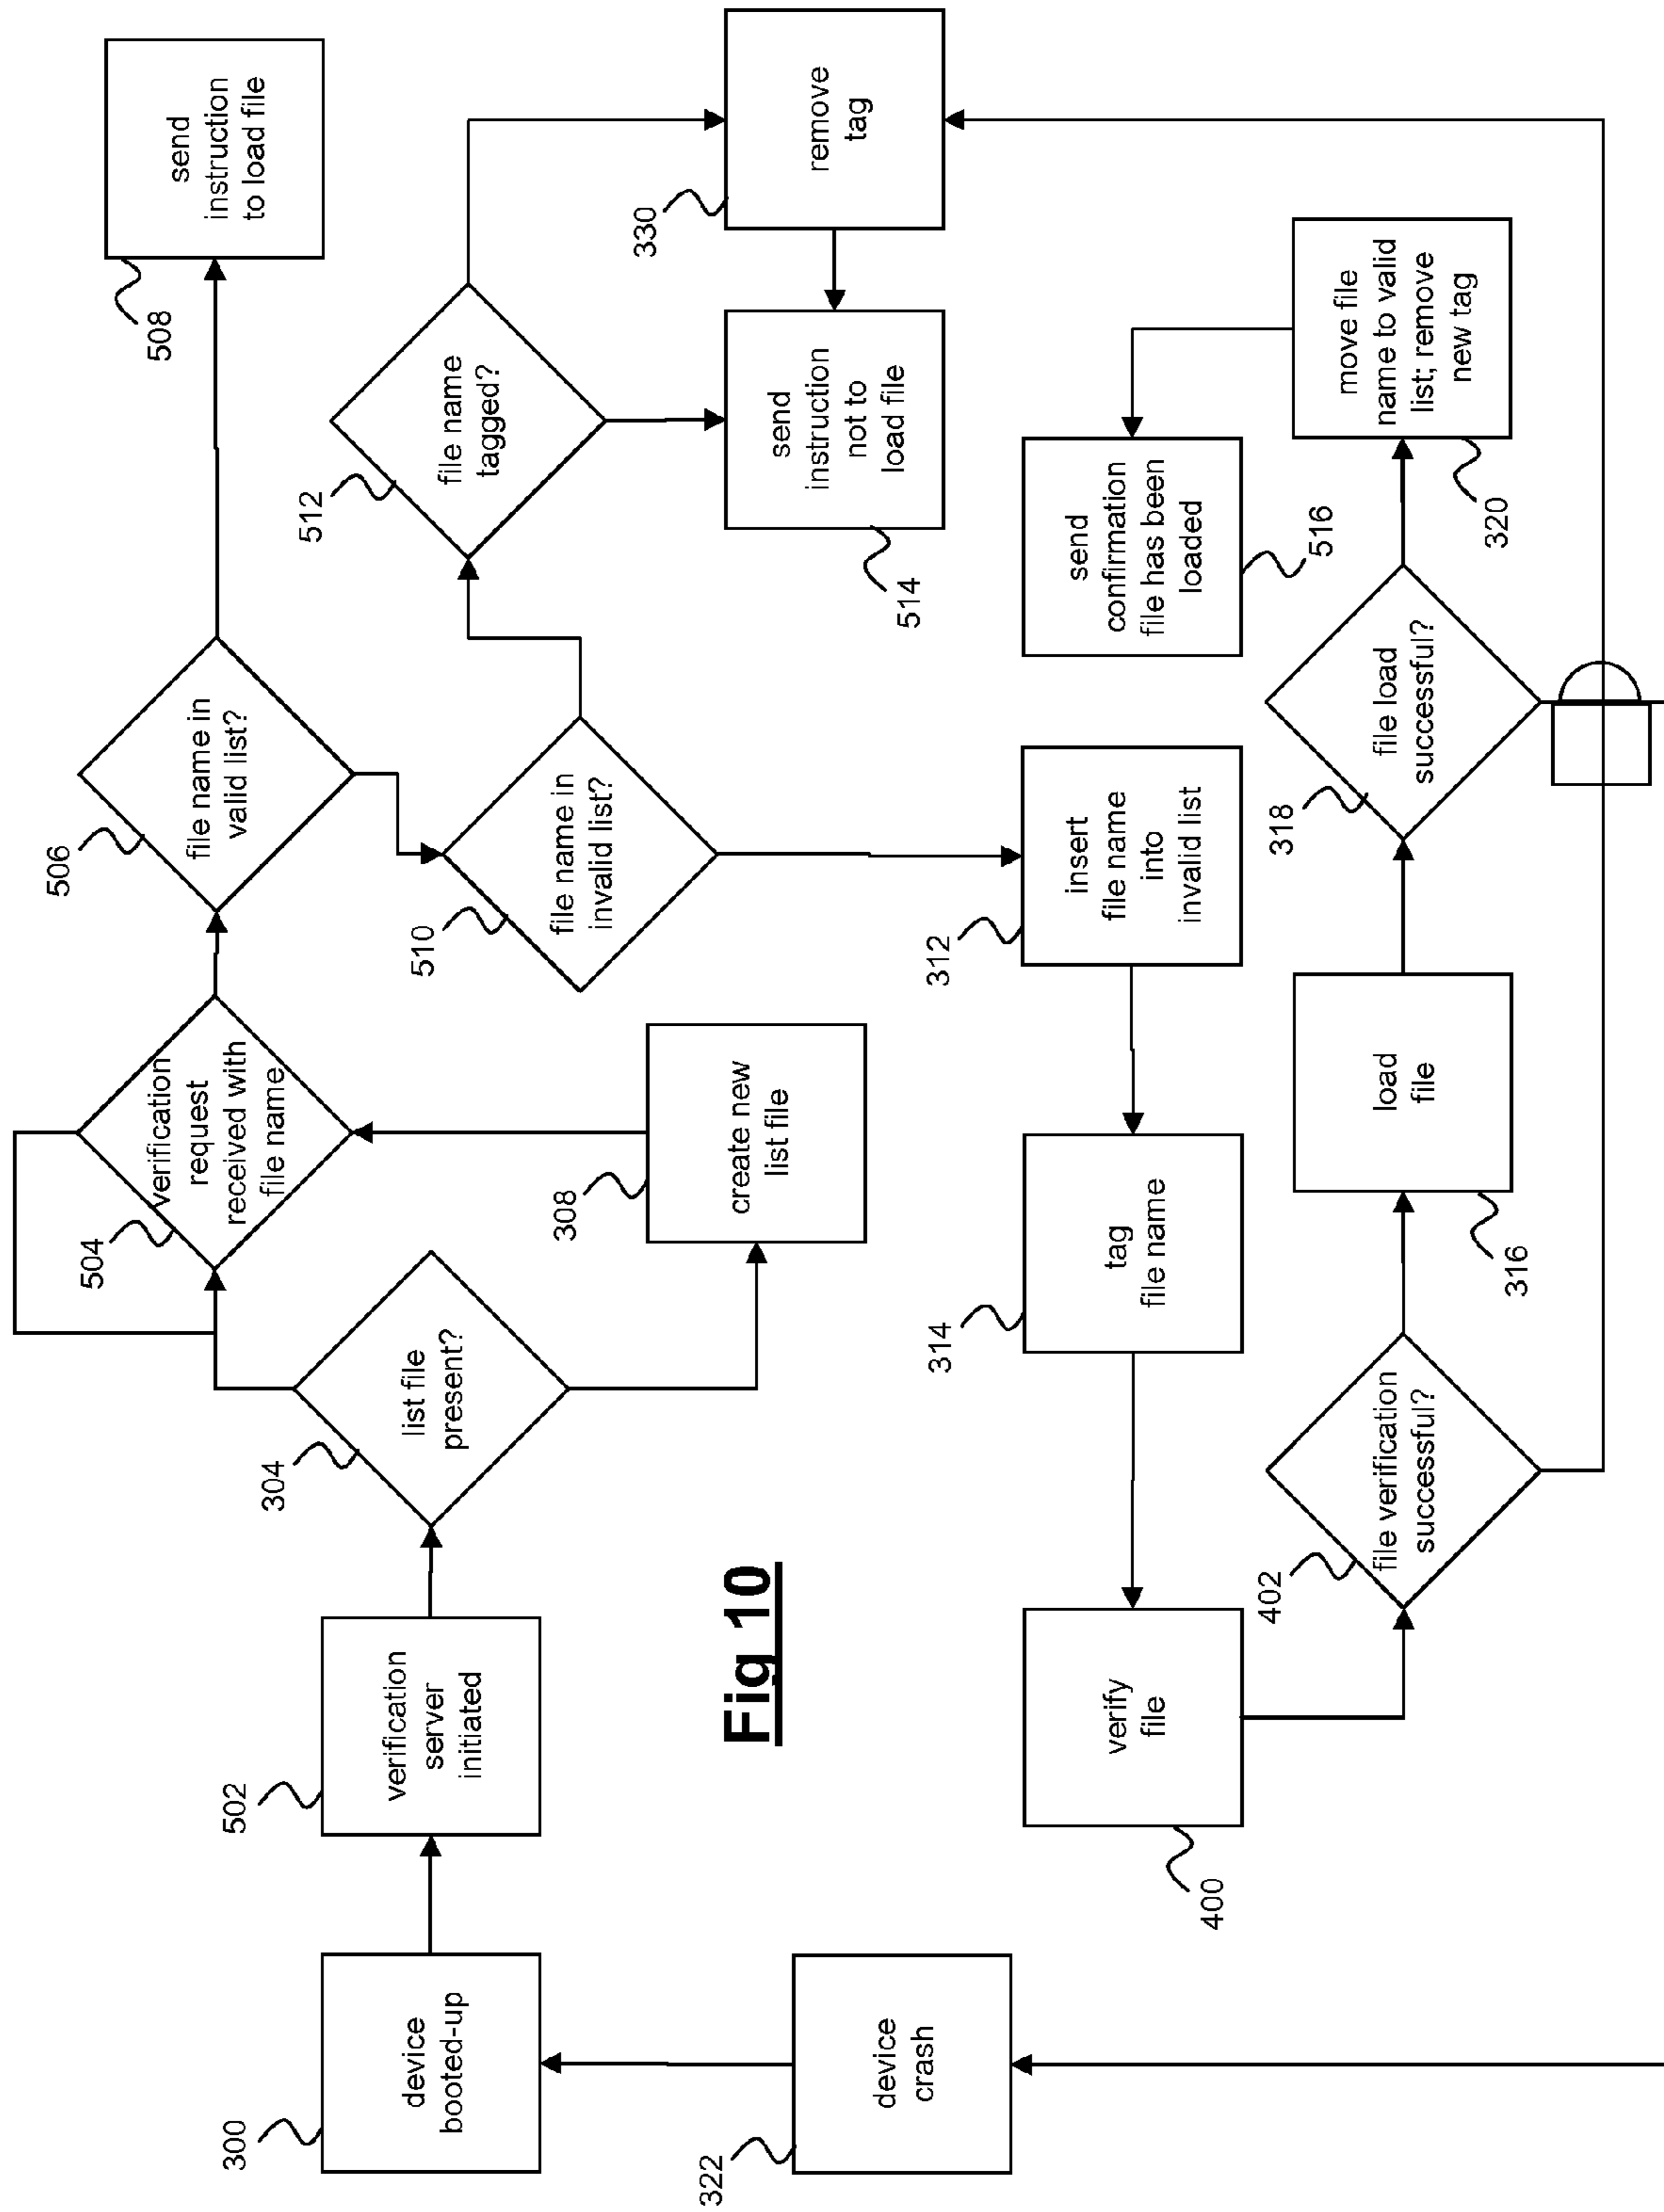 300
device
booted-up
502
verification
server
initiated
304
list file
present?
308
create new
list file
504
verification
request
received with
file name
506
file name in
valid list?
508
send
instruction
to load file
510
file name in
invalid list?
512
file name
tagged?
330
remove
tag
514
send
instruction
not to
load file
312
insert
file name
into
invalid list
314
tag
file name
400
verify
file
402
file verification
successful?
316
load
file
318
file load
successful?
320
move file
name to valid
list; remove
new tag
516
send
confirmation
file has been
loaded
322
device
crash
Fig 10